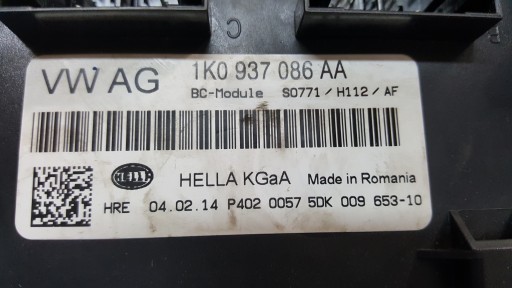 C
VW AG 1K0 937 086 AA
BC-Module S0771 / H112 / AF
HELLA
HELLA KGaA Made in Romania
HRE 04.02.14 P402 0057 5DK 009 653-10